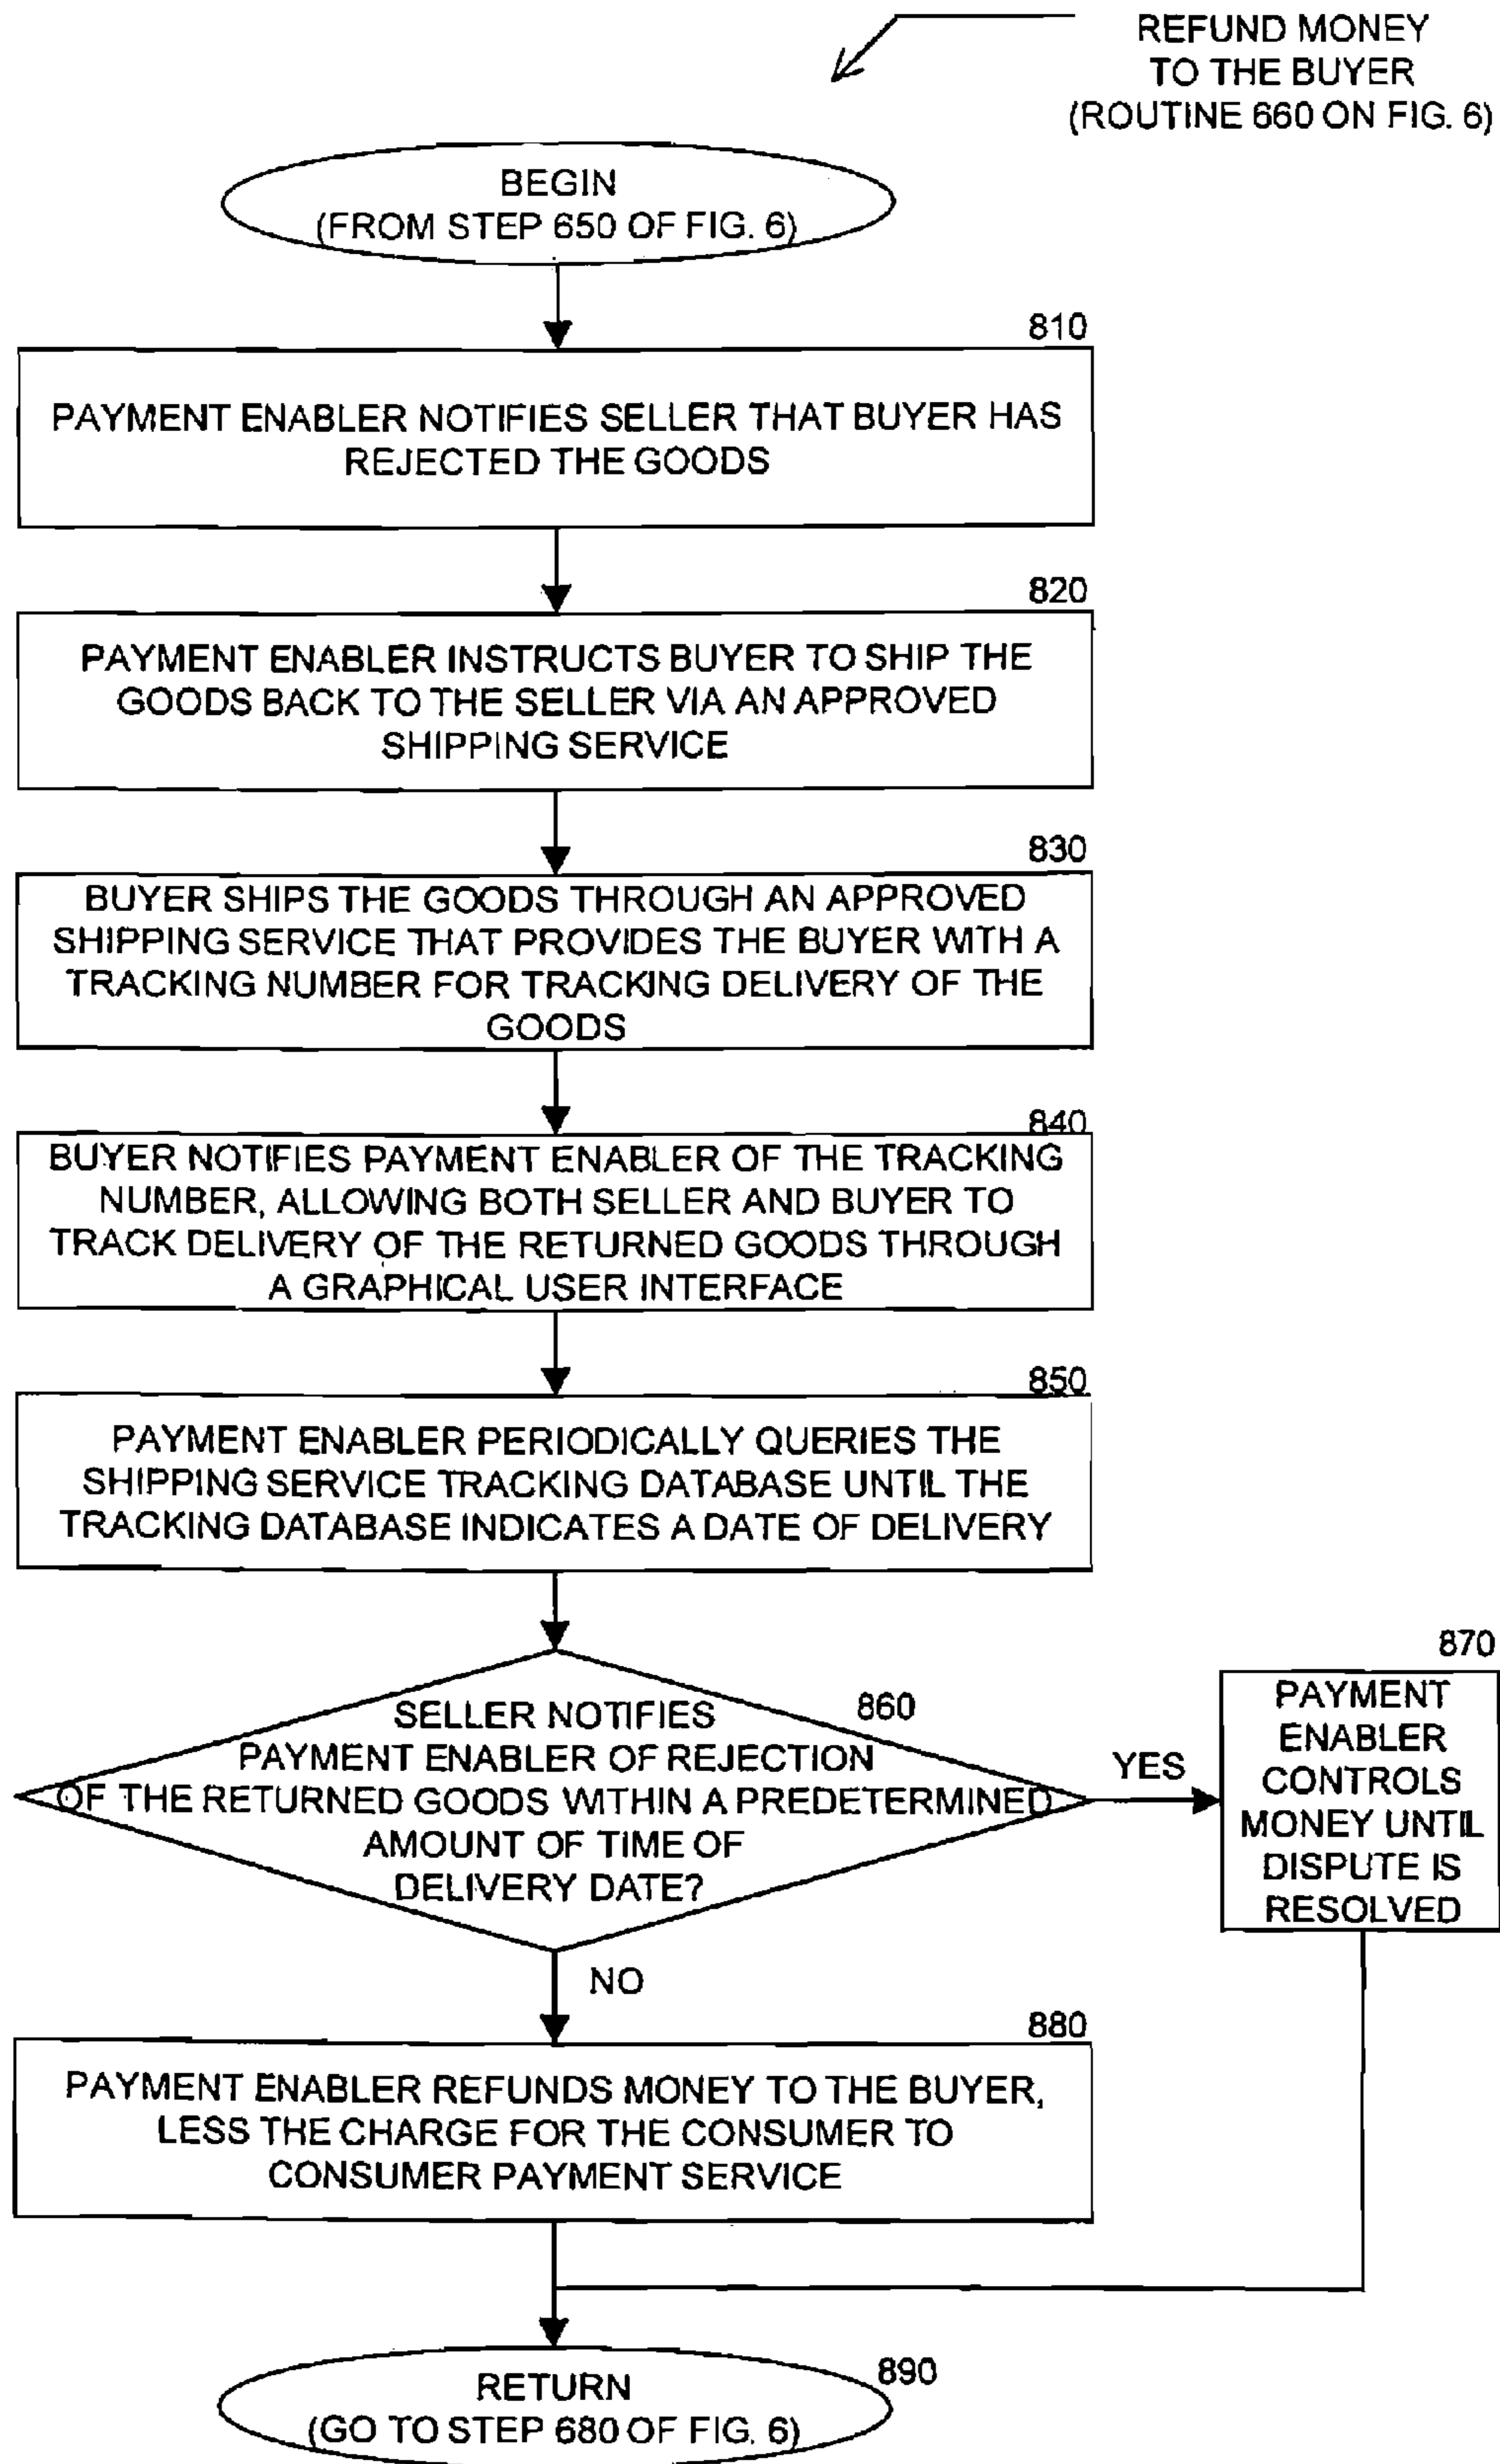 REFUND MONEY
TO THE BUYER
(ROUTINE 660 ON FIG. 6)
BEGIN
(FROM STEP 650 OF FIG. 6)
810
PAYMENT ENABLER NOTIFIES SELLER THAT BUYER HAS
REJECTED THE GOODS
820
PAYMENT ENABLER INSTRUCTS BUYER TO SHIP THE
GOODS BACK TO THE SELLER VIA AN APPROVED
SHIPPING SERVICE
830
BUYER SHIPS THE GOODS THROUGH AN APPROVED
SHIPPING SERVICE THAT PROVIDES THE BUYER WITH A
TRACKING NUMBER FOR TRACKING DELIVERY OF THE
GOODS
840
BUYER NOTIFIES PAYMENT ENABLER OF THE TRACKING
NUMBER, ALLOWING BOTH SELLER AND BUYER TO
TRACK DELIVERY OF THE RETURNED GOODS THROUGH
A GRAPHICAL USER INTERFACE
850
PAYMENT ENABLER PERIODICALLY QUERIES THE
SHIPPING SERVICE TRACKING DATABASE UNTIL THE
TRACKING DATABASE INDICATES A DATE OF DELIVERY
860
SELLER NOTIFIES
PAYMENT ENABLER OF REJECTION
OF THE RETURNED GOODS WITHIN A PREDETERMINED
AMOUNT OF TIME OF
DELIVERY DATE?
YES
870
PAYMENT
ENABLER
CONTROLS
MONEY UNTIL
DISPUTE IS
RESOLVED
NO
880
PAYMENT ENABLER REFUNDS MONEY TO THE BUYER,
LESS THE CHARGE FOR THE CONSUMER TO
CONSUMER PAYMENT SERVICE
890
RETURN
(GO TO STEP 680 OF FIG. 6)